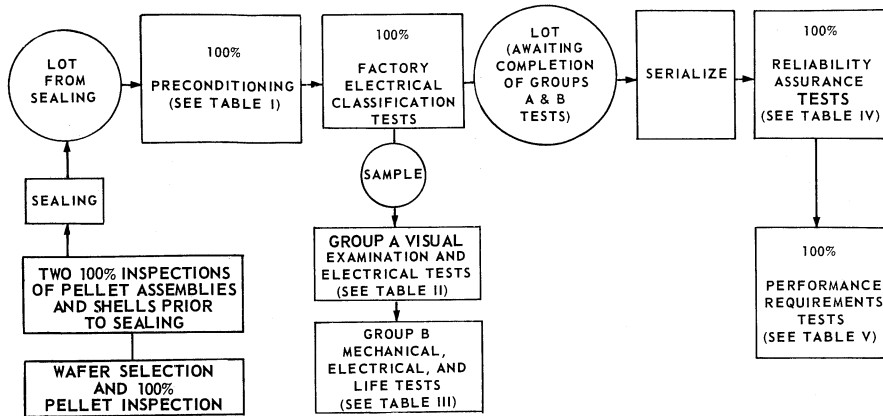 LOT
FROM
SEALING
100%
PRECONDITIONING
(SEE TABLE I)
100%
FACTORY
ELECTRICAL
CLASSIFICATION
TESTS
LOT
(AWAITING
COMPLETION
OF GROUPS
A & B
TESTS)
SERIALIZE
100%
RELIABILITY
ASSURANCE
TESTS
(SEE TABLE IV)
SEALING
SAMPLE
TWO 100% INSPECTIONS
OF PELLET ASSEMBLIES
AND SHELLS PRIOR
TO SEALING
WAFER SELECTION
AND 100%
PELLET INSPECTION
GROUP A VISUAL
EXAMINATION AND
ELECTRICAL TESTS
(SEE TABLE II)
GROUP B
MECHANICAL,
ELECTRICAL, AND
LIFE TESTS
(SEE TABLE III)
100%
PERFORMANCE
REQUIREMENTS
TESTS
(SEE TABLE V)